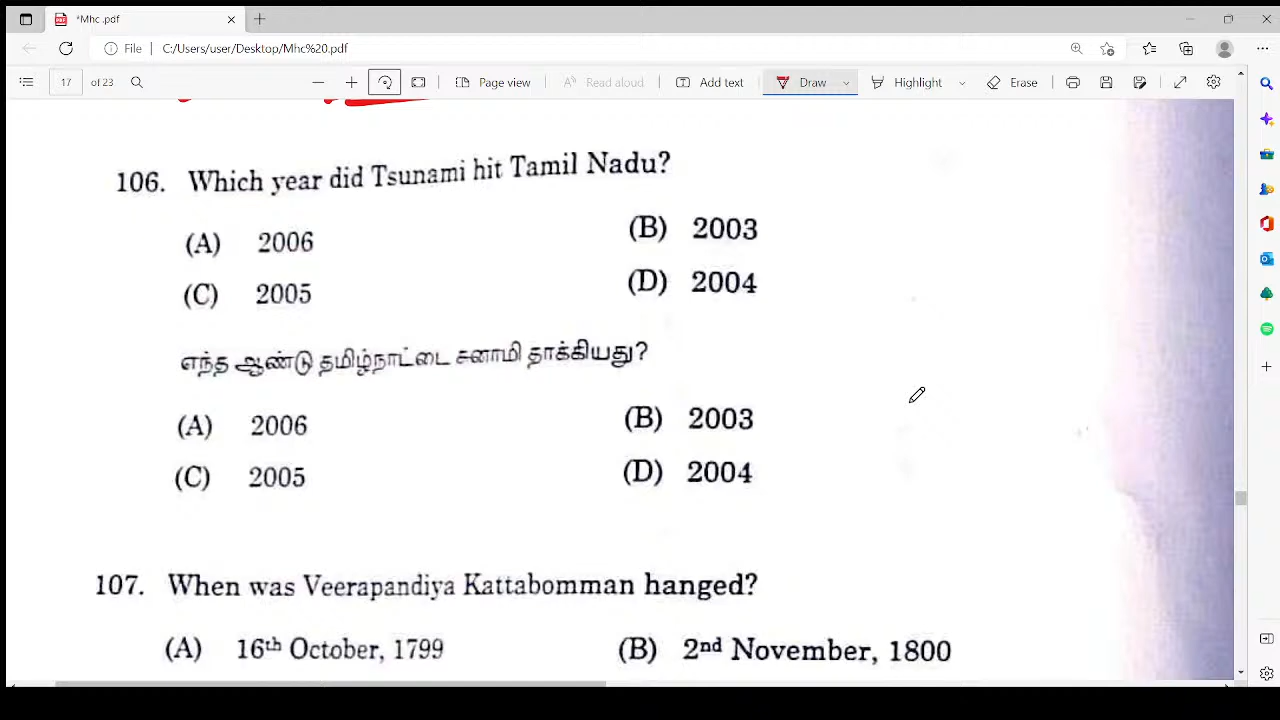 *Mhc .pdf
File | C:/Users/user/Desktop/Mhc%20.pdf
17 of 23 Page view Read aloud Add text Draw Highlight Erase
106. Which year did Tsunami hit Tamil Nadu?
(A) 2006 (B) 2003
(C) 2005 (D) 2004
எந்த ஆண்டு தமிழ்நாட்டை சுனாமி தாக்கியது?
(A) 2006 (B) 2003
(C) 2005 (D) 2004
107. When was Veerapandiya Kattabomman hanged?
(A) 16th October, 1799 (B) 2nd November, 1800